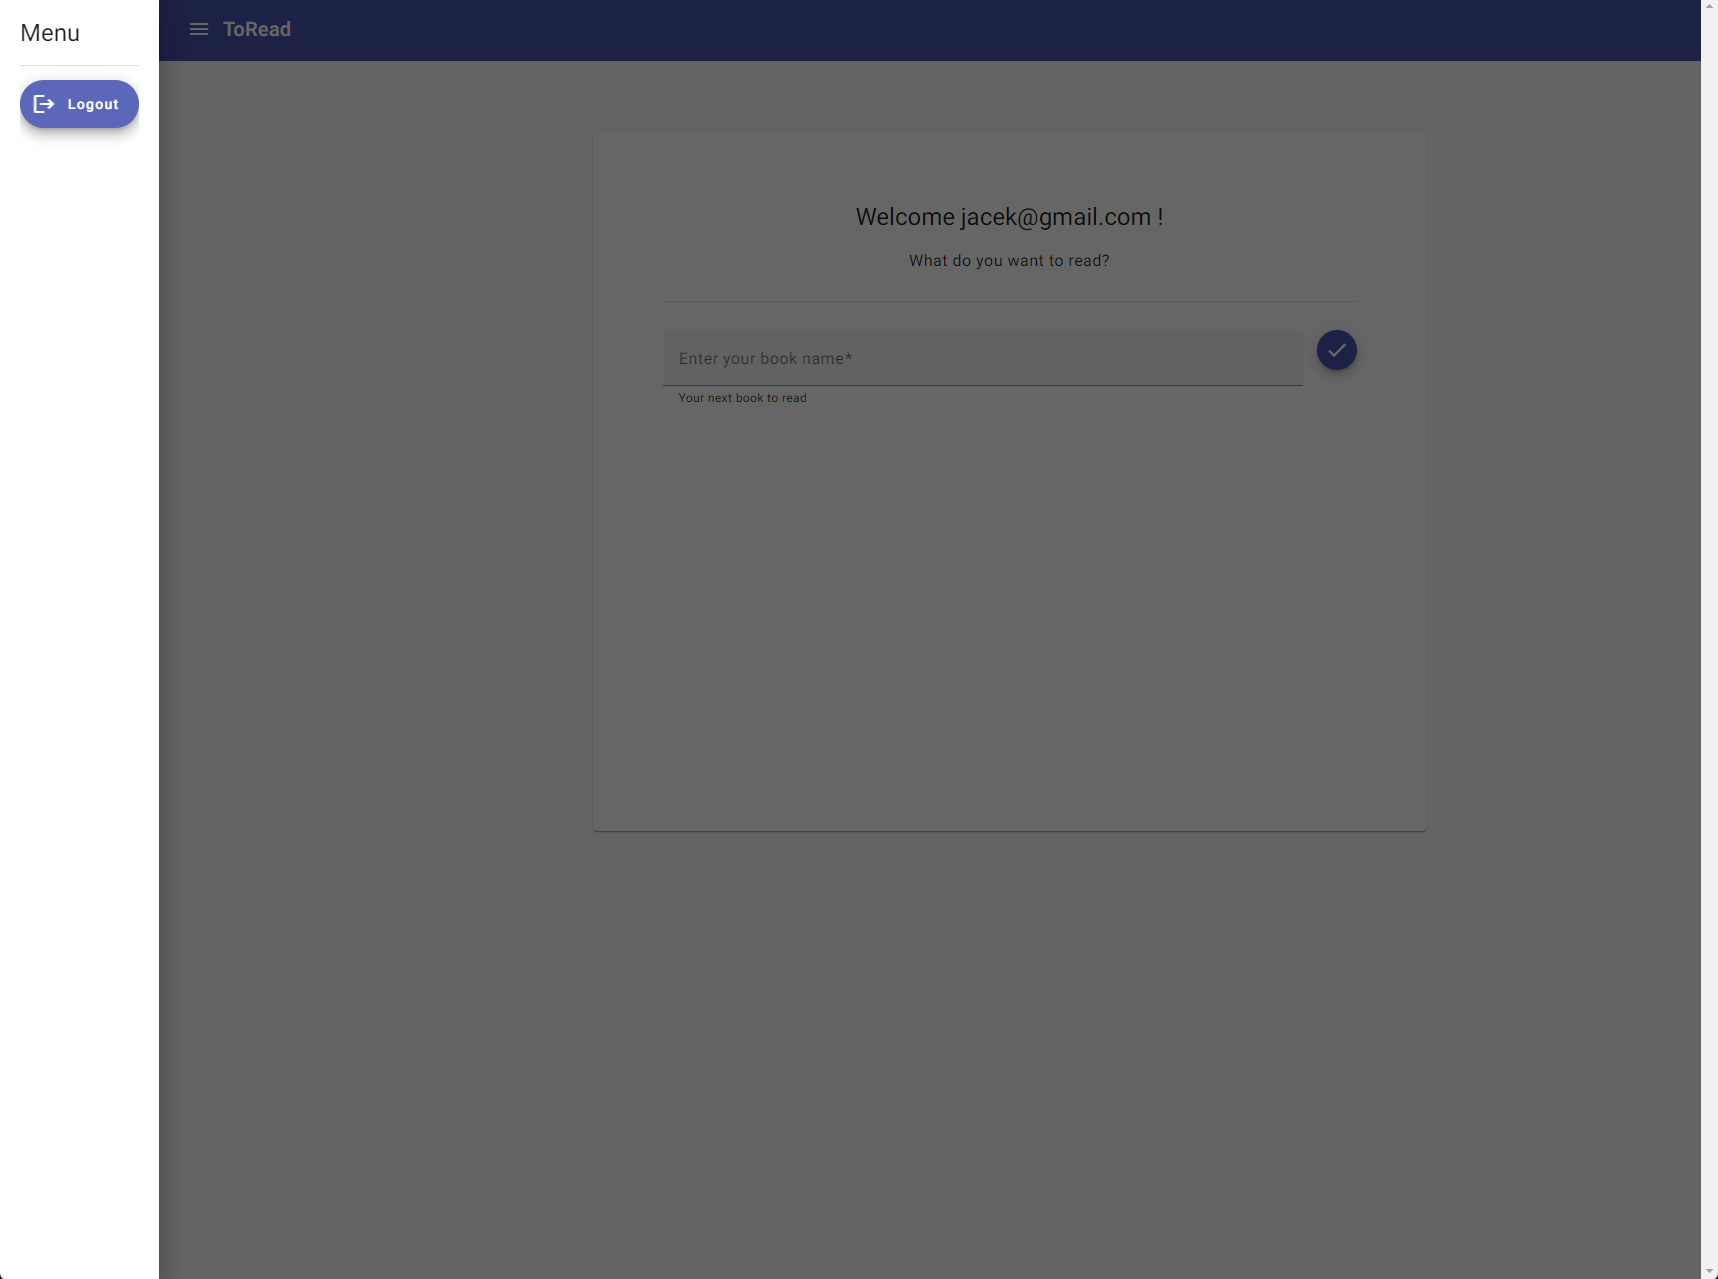 Menu
Logout
ToRead
Welcome jacek@gmail.com !
What do you want to read?
Enter your book name*
Your next book to read